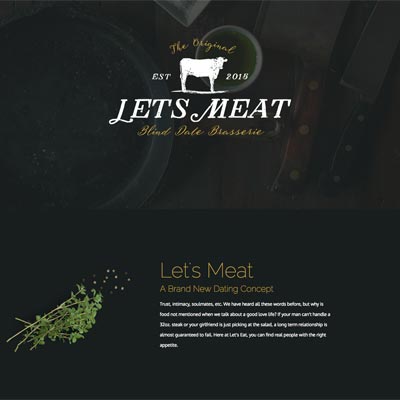 The Original
EST 2015
LETS MEAT
Blind Date Brasserie
Let's Meat
A Brand New Dating Concept
Trust, intimacy, soulmates, etc. We have heard all these words before, but why is
food not mentioned when we talk about a good love life? If your man can't handle a
32oz. steak or your girlfriend is just picking at the salad, a long term relationship is
almost guaranteed to fail. Here at Let's Eat, you can find real people with the right
appetite.